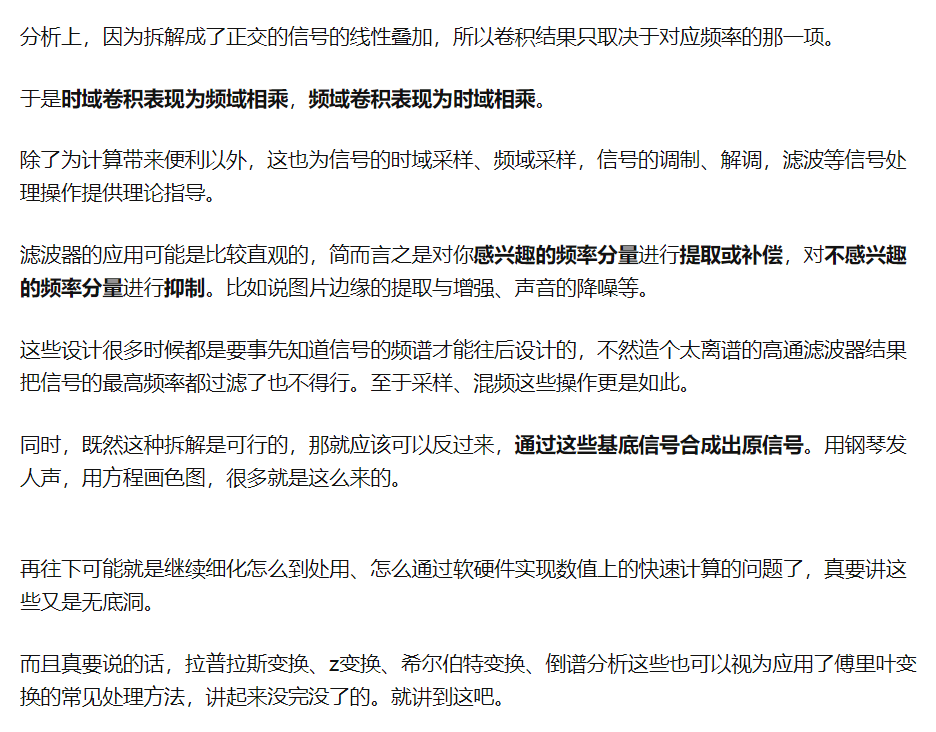 分析上，因为拆解成了正交的信号的线性叠加，所以卷积结果只取决于对应频率的那一项。
于是时域卷积表现为频域相乘，频域卷积表现为时域相乘。
除了为计算带来便利以外，这也为信号的时域采样、频域采样，信号的调制、解调，滤波等信号处
理操作提供理论指导。
滤波器的应用可能是比较直观的，简而言之是对你感兴趣的频率分量进行提取或补偿，对不感兴趣
的频率分量进行抑制。比如说图片边缘的提取与增强、声音的降噪等。
这些设计很多时候都是要事先知道信号的频谱才能往后设计的，不然造个太离谱的高通滤波器结果
把信号的最高频率都过滤了也不得行。至于采样、混频这些操作更是如此。
同时，既然这种拆解是可行的，那就应该可以反过来，通过这些基底信号合成出原信号。用钢琴发
人声，用方程画色图，很多就是这么来的。
再往下可能就是继续细化怎么到处用、怎么通过软硬件实现数值上的快速计算的问题了，真要讲这
些又是无底洞。
而且真要说的话，拉普拉斯变换、z变换、希尔伯特变换、倒谱分析这些也可以视为应用了傅里叶变
换的常见处理方法，讲起来没完没了的。就讲到这吧。